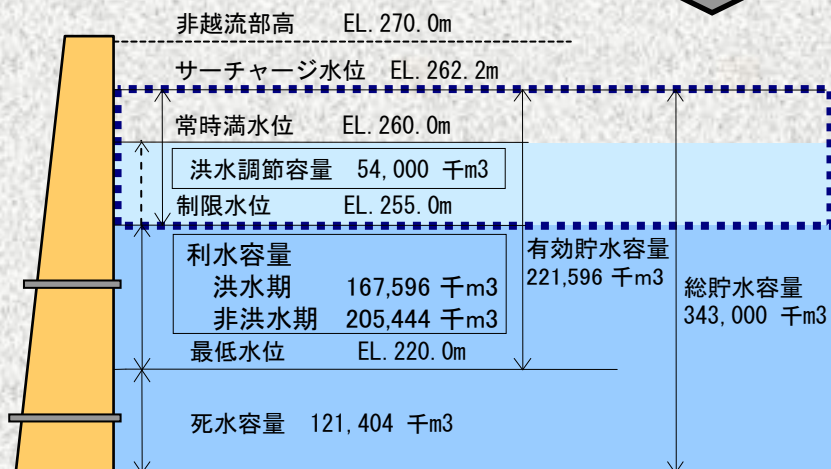 非越流部高 EL.270.0m
サーチャージ水位 EL.262.2m
常時満水位 EL.260.0m
洪水調節容量 54,000 千m3
制限水位 EL.255.0m
利水容量
洪水期 167,596 千m3
非洪水期 205,444 千m3
有効貯水容量
221,596 千m3
総貯水容量
343,000 千m3
最低水位 EL.220.0m
死水容量 121,404 千m3